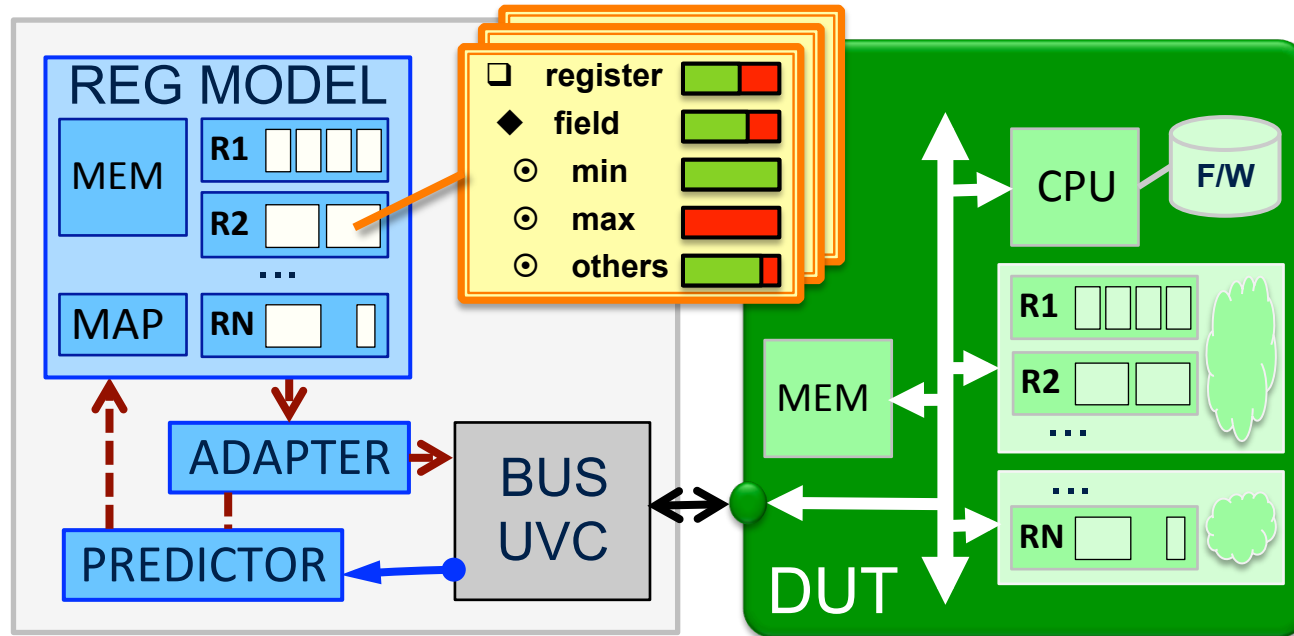 REG MODEL
MEM
R1
R2
...
MAP
RN
❑ register
◆ field
⊙ min
⊙ max
⊙ others
ADAPTER
PREDICTOR
BUS
UVC
CPU
F/W
MEM
R1
R2
...
...
RN
DUT